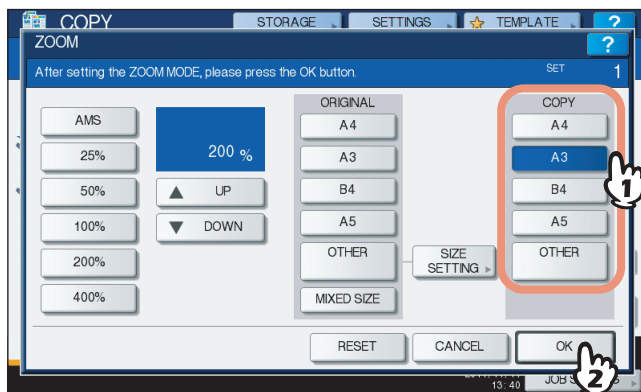 COPY
STORAGE
SETTINGS
TEMPLATE
?
ZOOM
?
After setting the ZOOM MODE, please press the OK button.
SET 1
AMS
25%
50%
100%
200%
400%
200 %
UP
DOWN
ORIGINAL
A4
A3
B4
A5
OTHER
MIXED SIZE
SIZE
SETTING
COPY
A4
A3
B4
A5
OTHER
1
RESET
CANCEL
OK
2
13:40